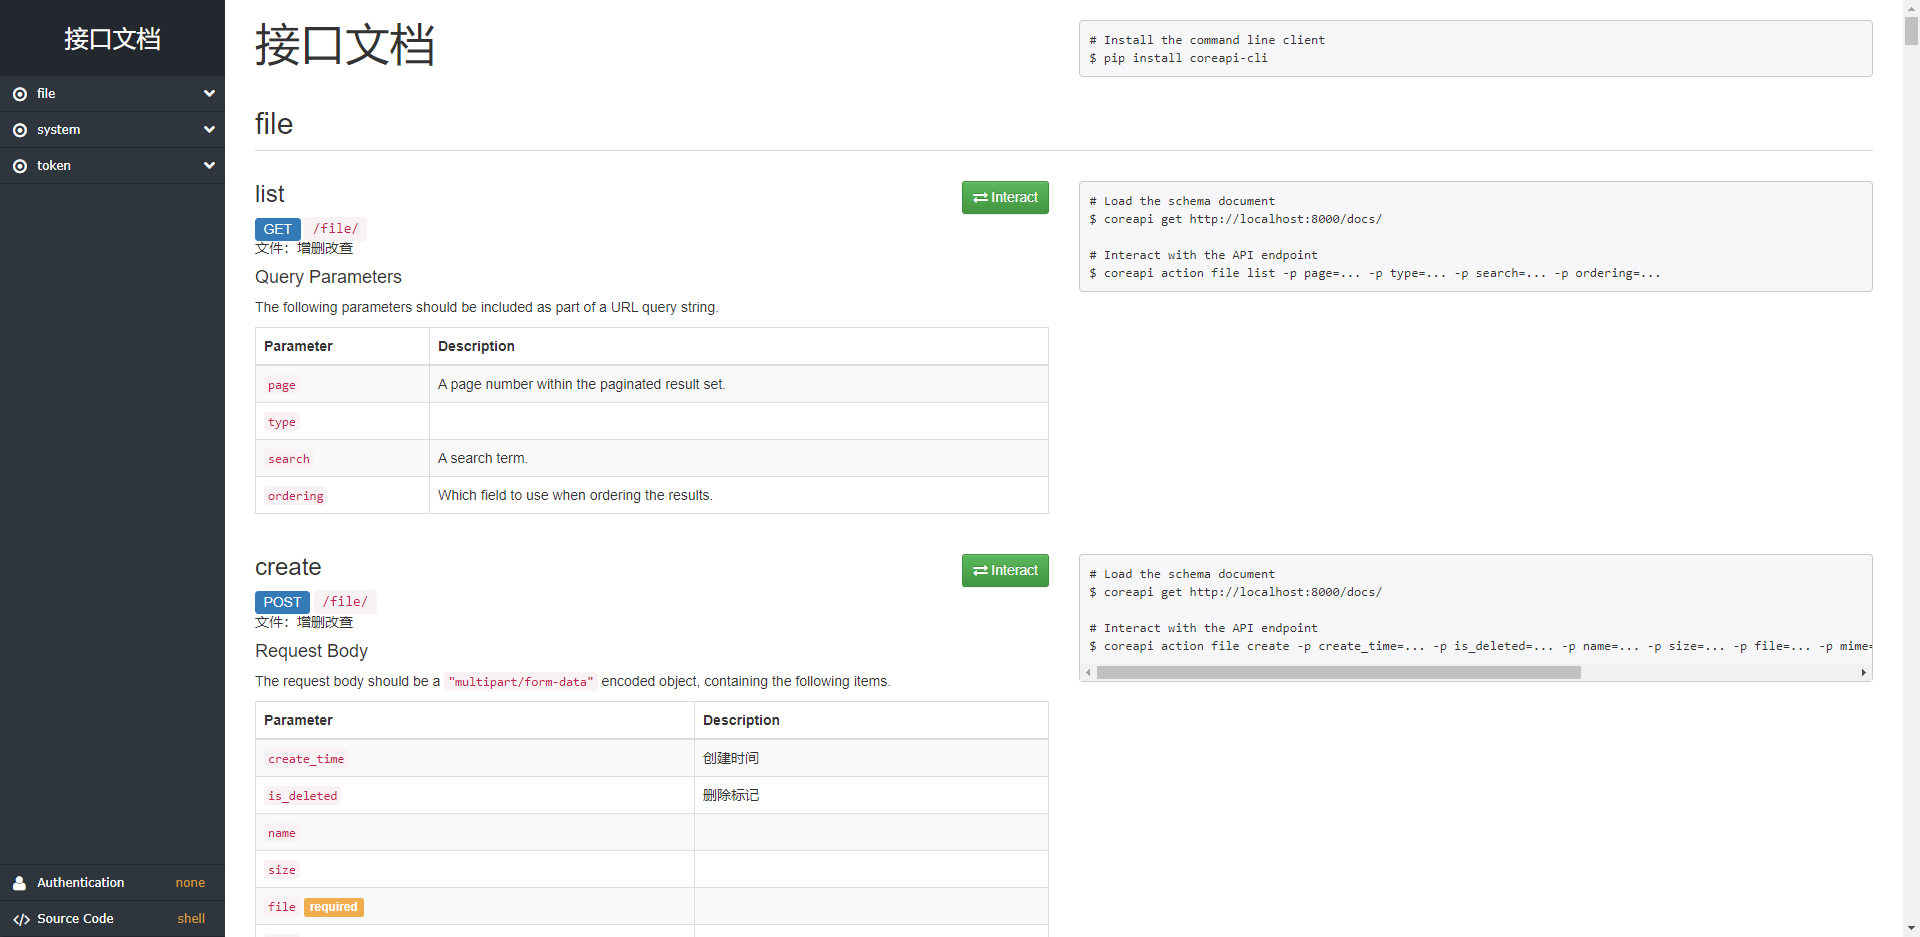 接口文档
file
system
token
Authentication none
Source Code shell
接口文档
file
list
Interact
GET /file/
文件：增删改查
Query Parameters
The following parameters should be included as part of a URL query string.
Parameter Description
page A page number within the paginated result set.
type
search A search term.
ordering Which field to use when ordering the results.
create
Interact
POST /file/
文件：增删改查
Request Body
The request body should be a "multipart/form-data" encoded object, containing the following items.
Parameter Description
create_time 创建时间
is_deleted 删除标记
name
size
file required
# Install the command line client
$ pip install coreapi-cli
# Load the schema document
$ coreapi get http://localhost:8000/docs/
# Interact with the API endpoint
$ coreapi action file list -p page=... -p type=... -p search=... -p ordering=...
# Load the schema document
$ coreapi get http://localhost:8000/docs/
# Interact with the API endpoint
$ coreapi action file create -p create_time=... -p is_deleted=... -p name=... -p size=... -p file=... -p mime=